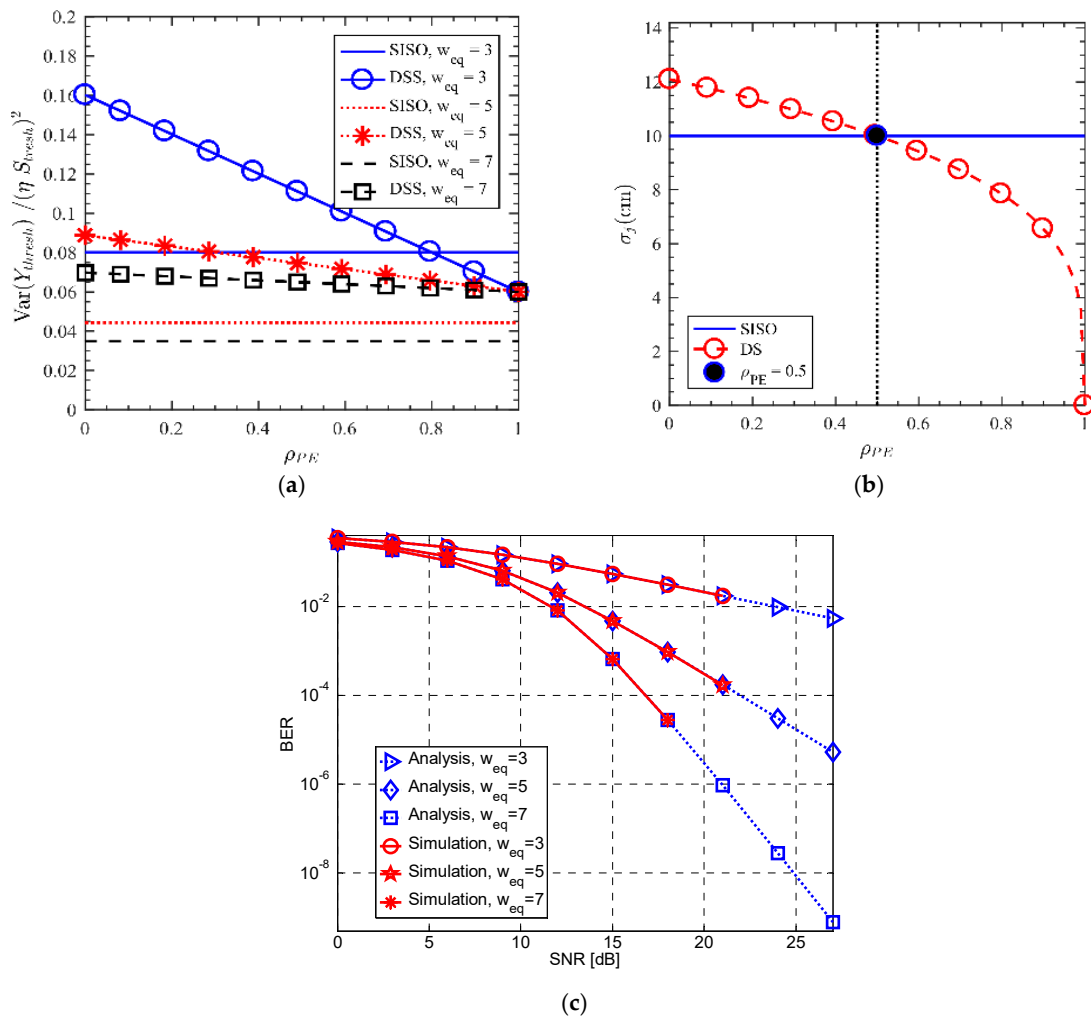 0.2
0.18
0.16
0.14
0.12
0.1
0.08
0.06
0.04
0.02
0
Var(Y_thresh) / (η S_tresh)^2
SISO, w_eq = 3
DSS, w_eq = 3
SISO, w_eq = 5
DSS, w_eq = 5
SISO, w_eq = 7
DSS, w_eq = 7
0 0.2 0.4 0.6 0.8 1
ρ_PE
(a)
14
12
10
8
6
4
2
0
σ_j(cm)
SISO
DS
ρ_PE = 0.5
0 0.2 0.4 0.6 0.8 1
ρ_PE
(b)
10^-2
10^-4
10^-6
10^-8
BER
Analysis, w_eq=3
Analysis, w_eq=5
Analysis, w_eq=7
Simulation, w_eq=3
Simulation, w_eq=5
Simulation, w_eq=7
0 5 10 15 20 25
SNR [dB]
(c)